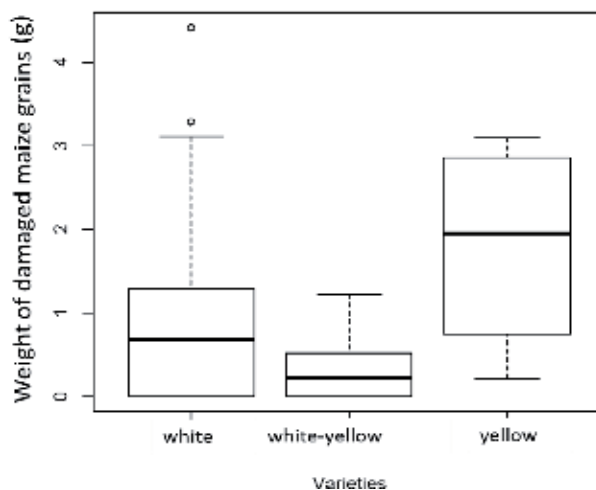 Weight of damaged maize grains (g)
4
3
2
1
0
white white-yellow yellow
Varieties